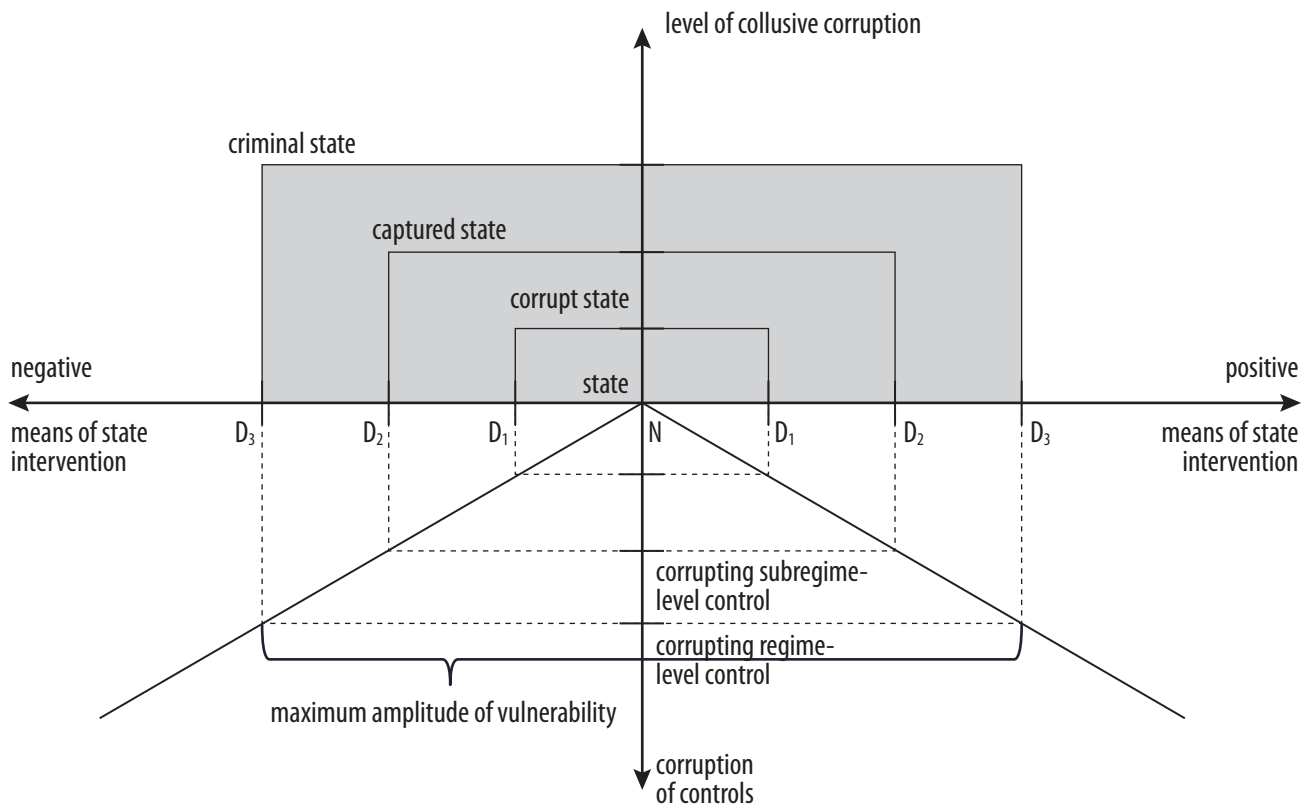 level of collusive corruption
criminal state
captured state
corrupt state
negative
state
positive
means of state
intervention
D₃
D₂
D₁
N
D₁
D₂
D₃
means of state
intervention
corrupting subregime-
level control
corrupting regime-
level control
maximum amplitude of vulnerability
corruption
of controls